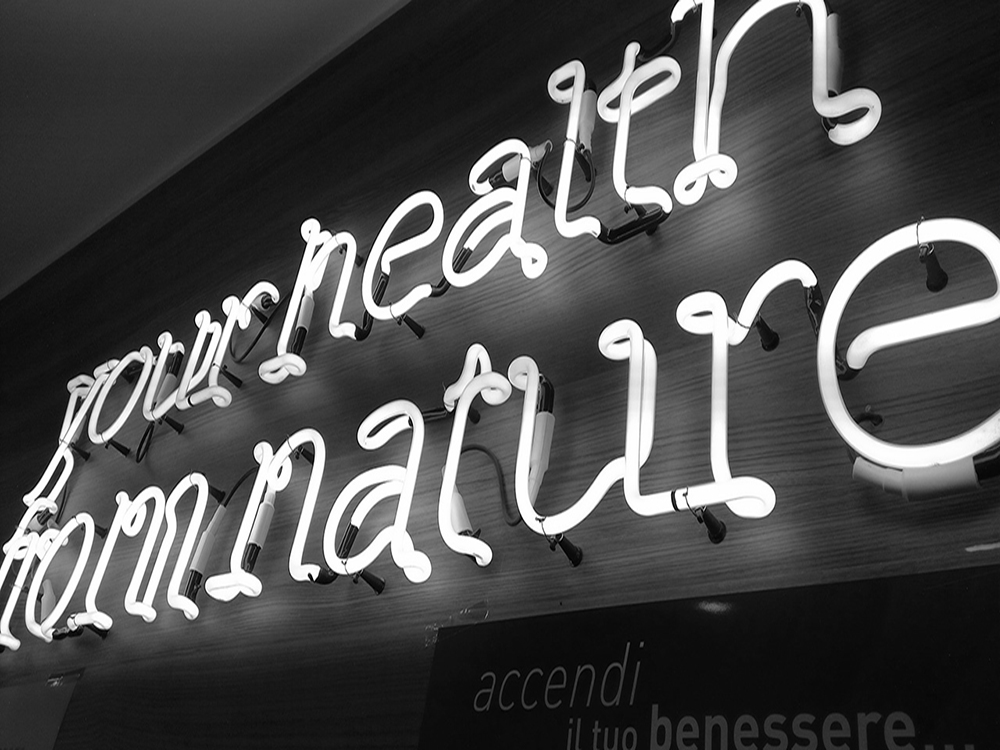 your health
from nature
accendi
il tuo benessere...